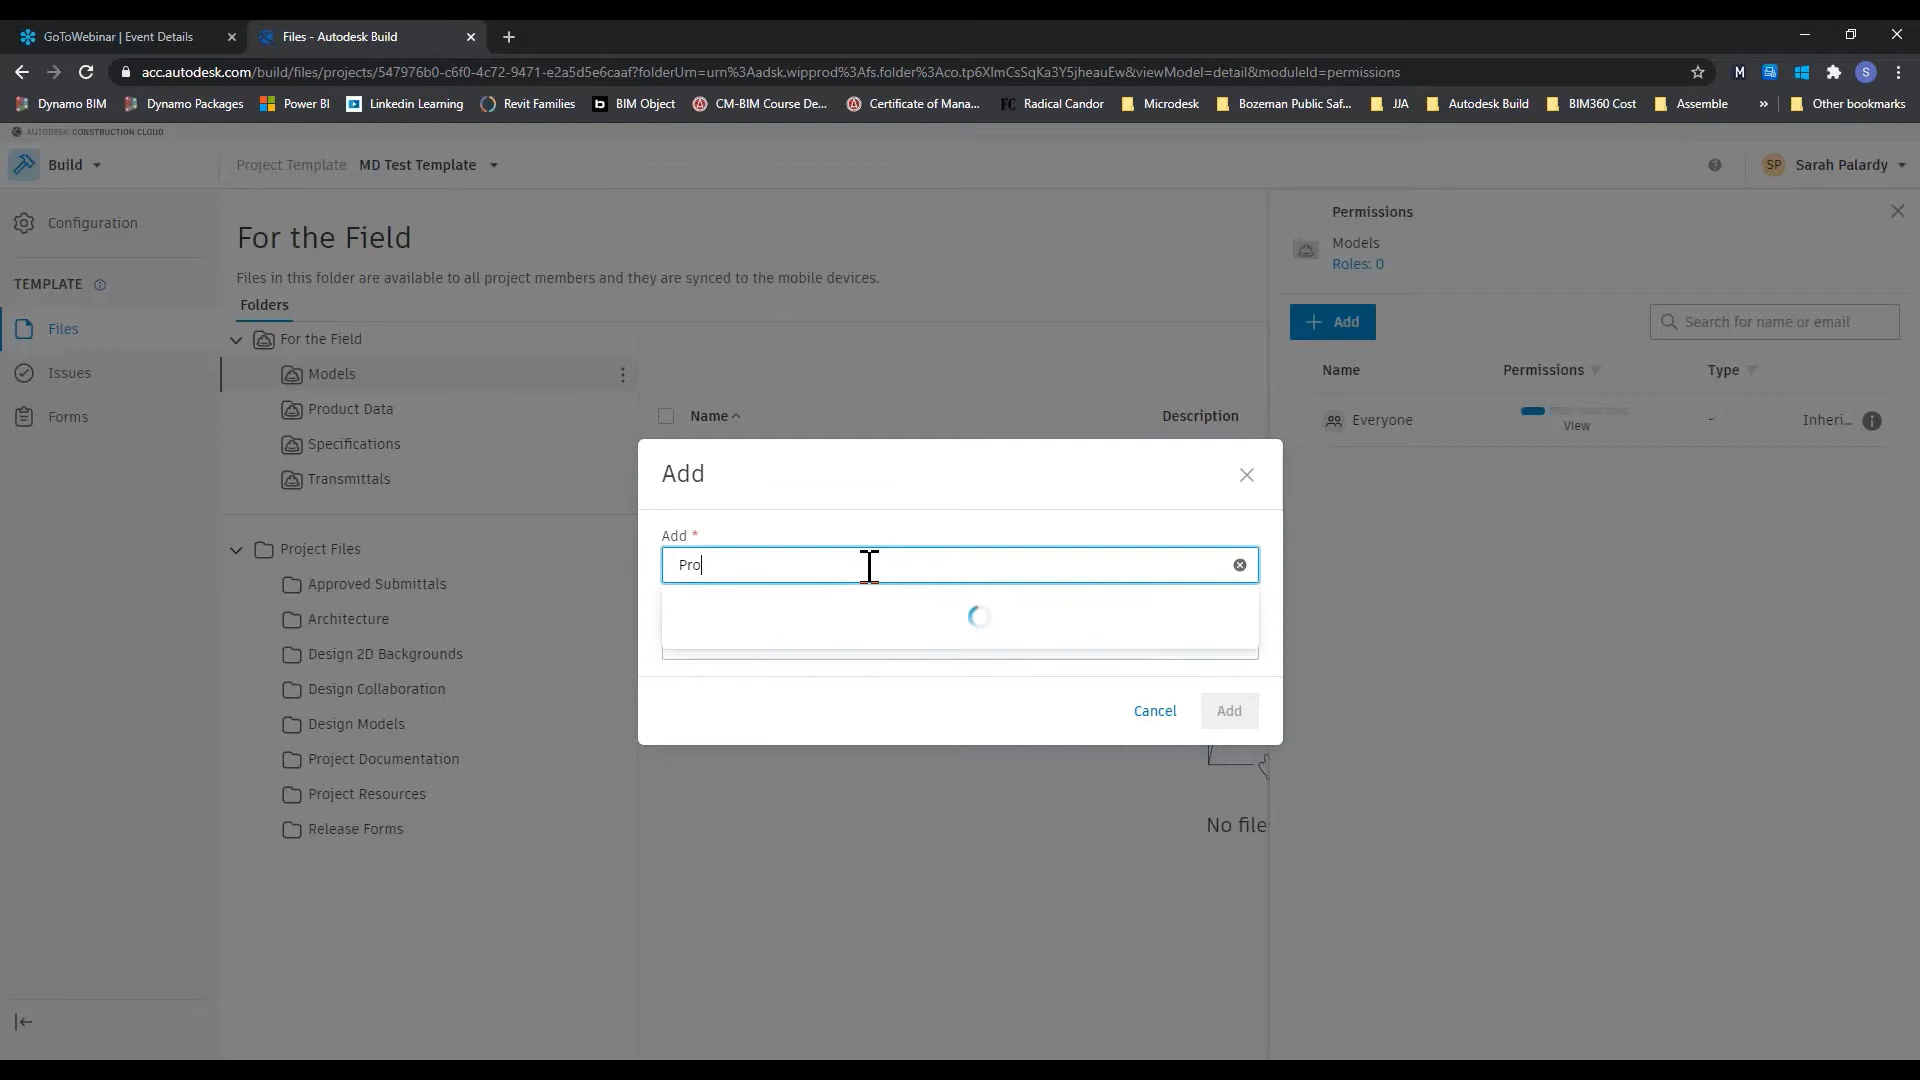 GoToWebinar | Event Details
Files - Autodesk Build
acc.autodesk.com/build/files/projects/547976b0-c6f0-4c72-9471-e2a5d5e6caaf?folderUrn=urn%3Aadsk.wipprod%3Afs.folder%3Aco.tp6XlmCsSqKa3Y5jheauEw&viewModel=detail&moduleId=permissions
M
S
Dynamo BIM
Dynamo Packages
Power BI
Linkedin Learning
Revit Families
b BIM Object
CM-BIM Course De...
Certificate of Mana...
FC Radical Candor
Microdesk
Bozeman Public Saf...
JJA
Autodesk Build
BIM360 Cost
Assemble
»
Other bookmarks
AUTODESK CONSTRUCTION CLOUD
Build
Project Template MD Test Template
SP Sarah Palardy
Configuration
TEMPLATE
Files
Issues
Forms
For the Field
Files in this folder are available to all project members and they are synced to the mobile devices.
Folders
For the Field
Models
Product Data
Specifications
Transmittals
Project Files
Approved Submittals
Architecture
Design 2D Backgrounds
Design Collaboration
Design Models
Project Documentation
Project Resources
Release Forms
Name
Description
No file
Permissions
Models
Roles: 0
+ Add
Search for name or email
Name
Permissions
Type
Everyone
View
-
Inheri...
Add
Add *
Pro
Cancel
Add